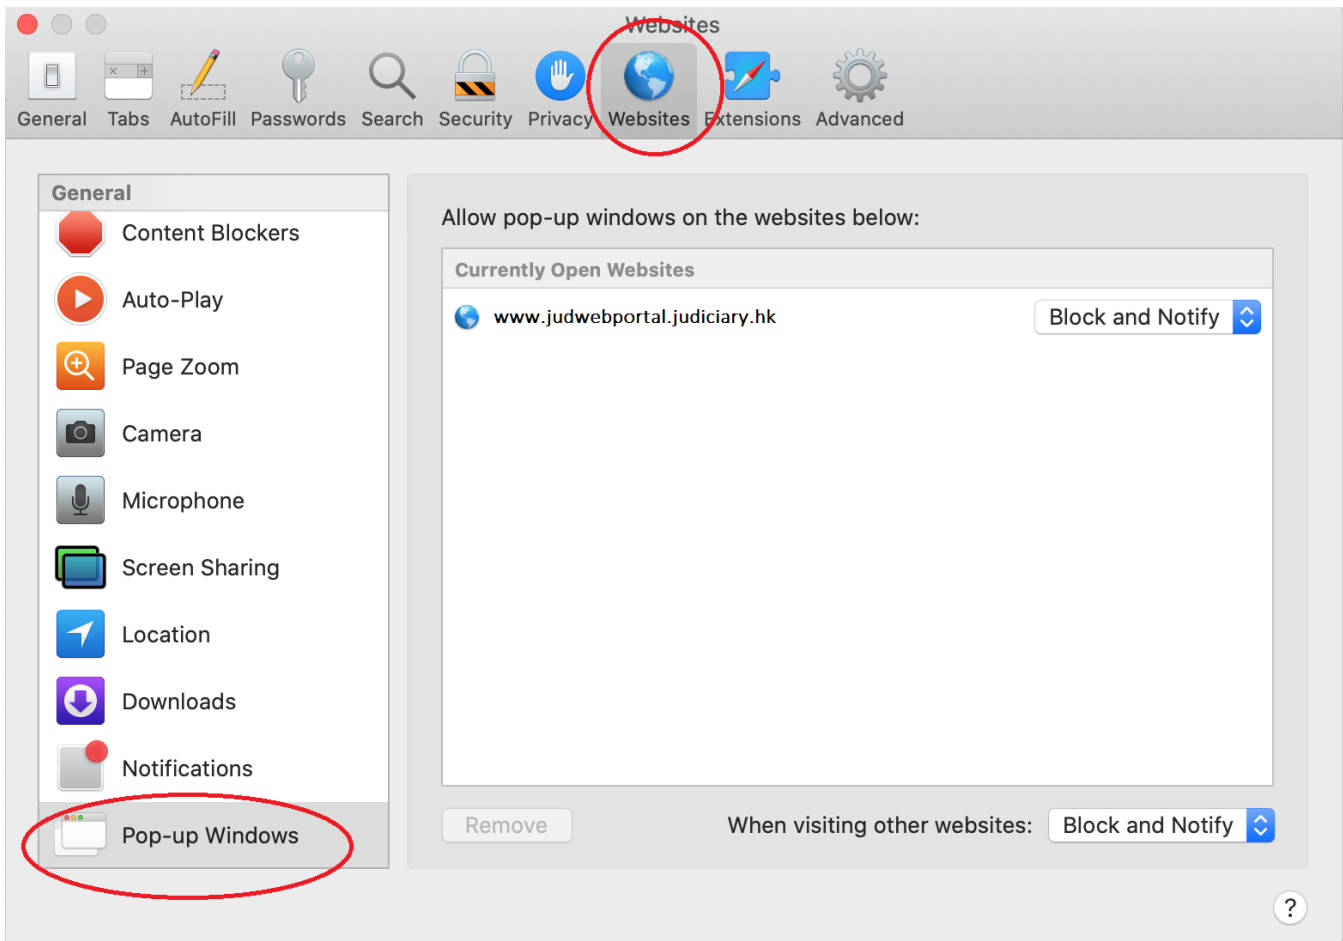 Websites
General Tabs AutoFill Passwords Search Security Privacy Websites Extensions Advanced
General
Content Blockers
Auto-Play
Page Zoom
Camera
Microphone
Screen Sharing
Location
Downloads
Notifications
Pop-up Windows
Allow pop-up windows on the websites below:
Currently Open Websites
www.judwebportal.judiciary.hk Block and Notify
Remove When visiting other websites: Block and Notify
?